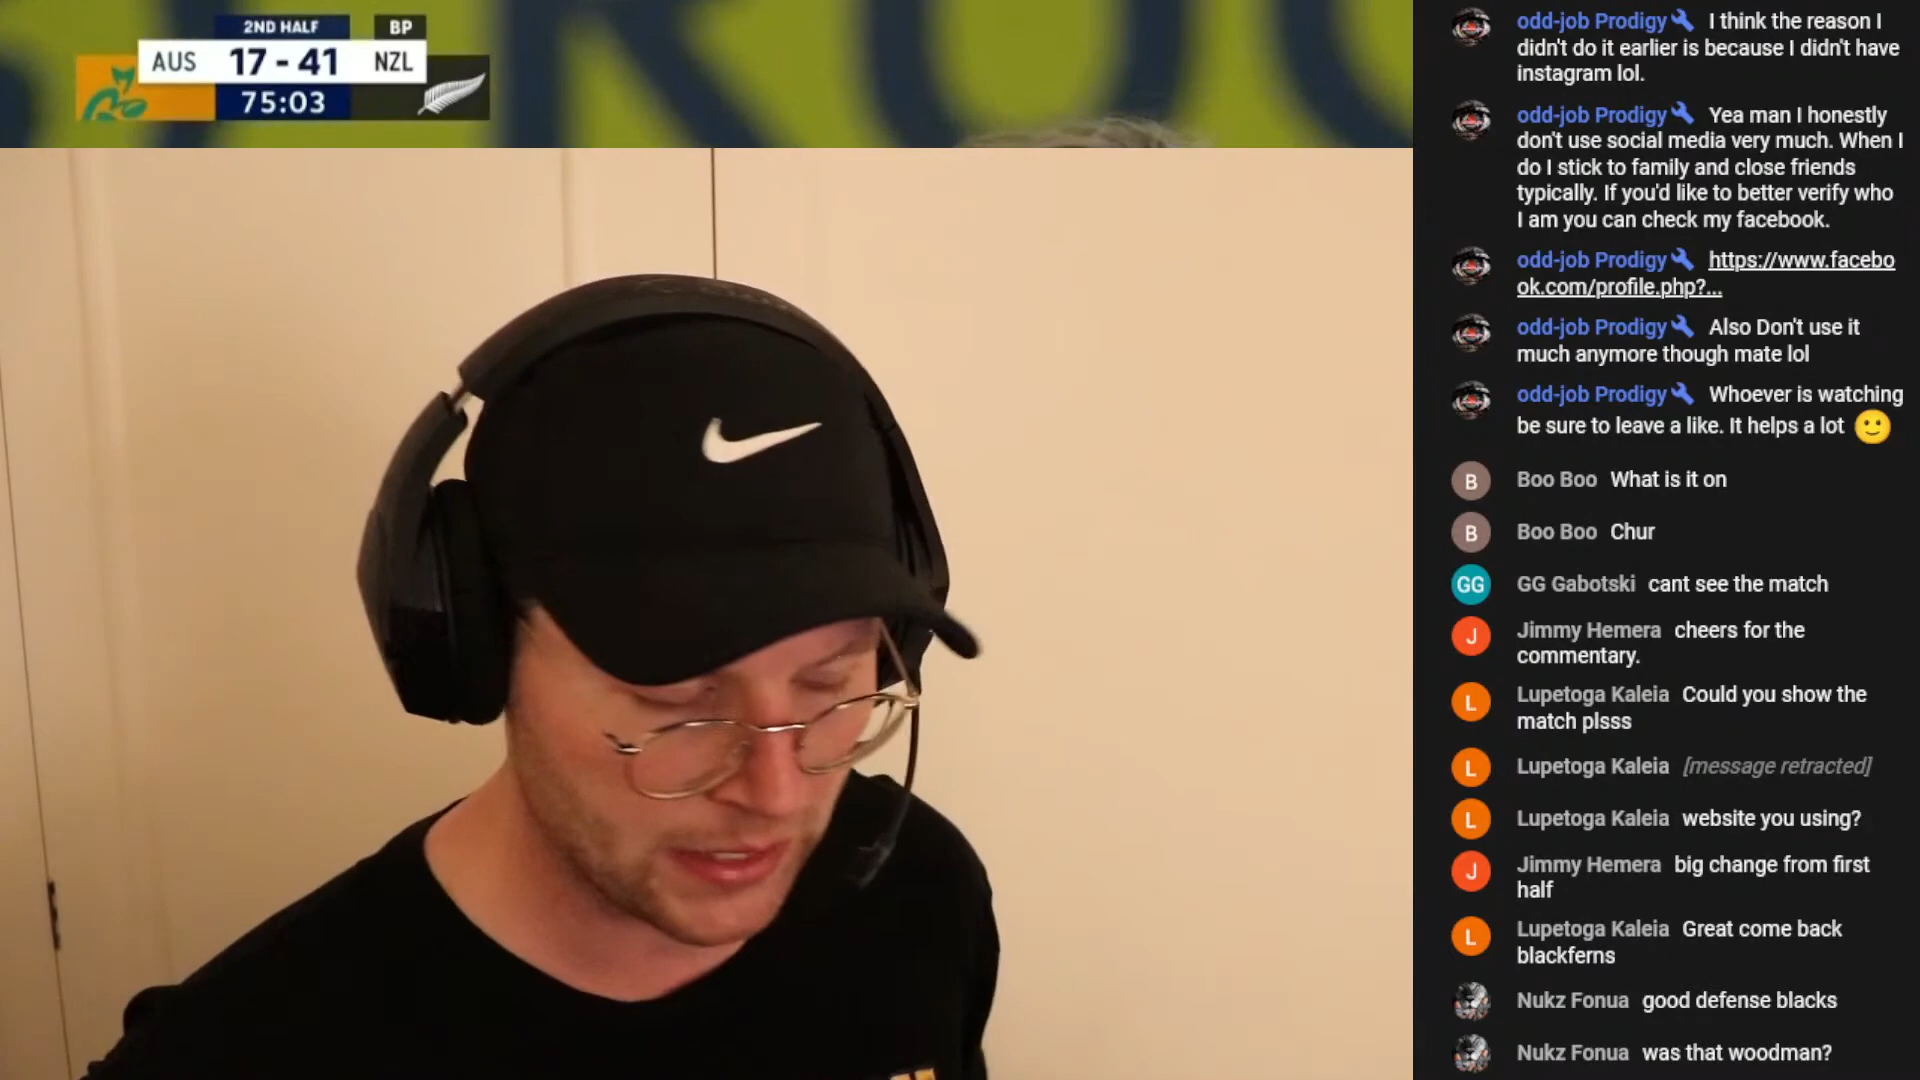 2ND HALF
BP
AUS 17 - 41 NZL
75:03
odd-job Prodigy I think the reason I
didn't do it earlier is because I didn't have
instagram lol.
odd-job Prodigy Yea man I honestly
don't use social media very much. When I
do I stick to family and close friends
typically. If you'd like to better verify who
I am you can check my facebook.
odd-job Prodigy https://www.facebo
ok.com/profile.php?...
odd-job Prodigy Also Don't use it
much anymore though mate lol
odd-job Prodigy Whoever is watching
be sure to leave a like. It helps a lot 🙂
B Boo Boo What is it on
B Boo Boo Chur
GG GG Gabotski cant see the match
J Jimmy Hemera cheers for the
commentary.
L Lupetoga Kaleia Could you show the
match plsss
L Lupetoga Kaleia [message retracted]
L Lupetoga Kaleia website you using?
J Jimmy Hemera big change from first
half
L Lupetoga Kaleia Great come back
blackferns
Nukz Fonua good defense blacks
Nukz Fonua was that woodman?